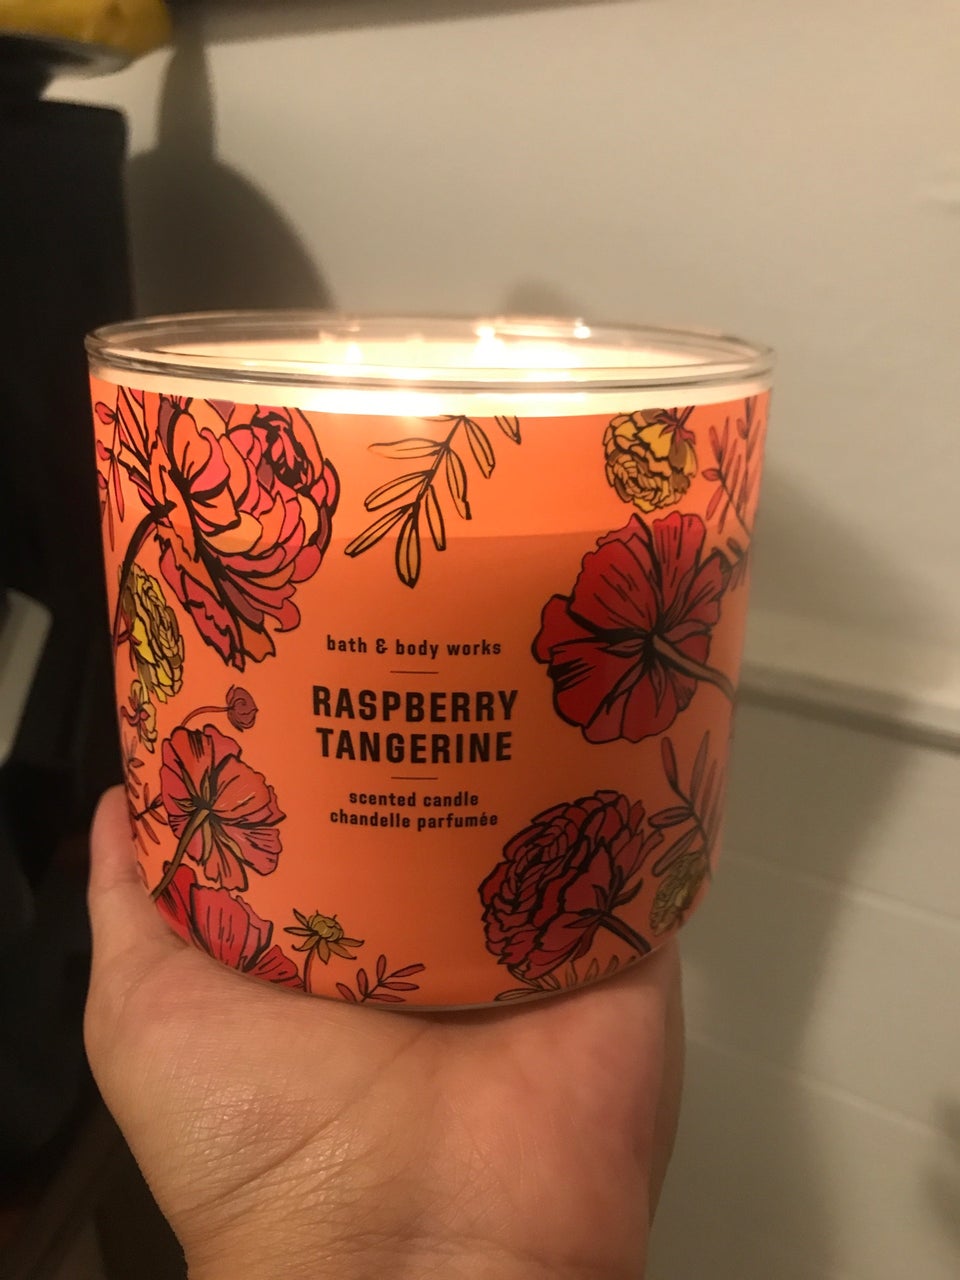 bath & body works
RASPBERRY
TANGERINE
scented candle
chandelle parfumée